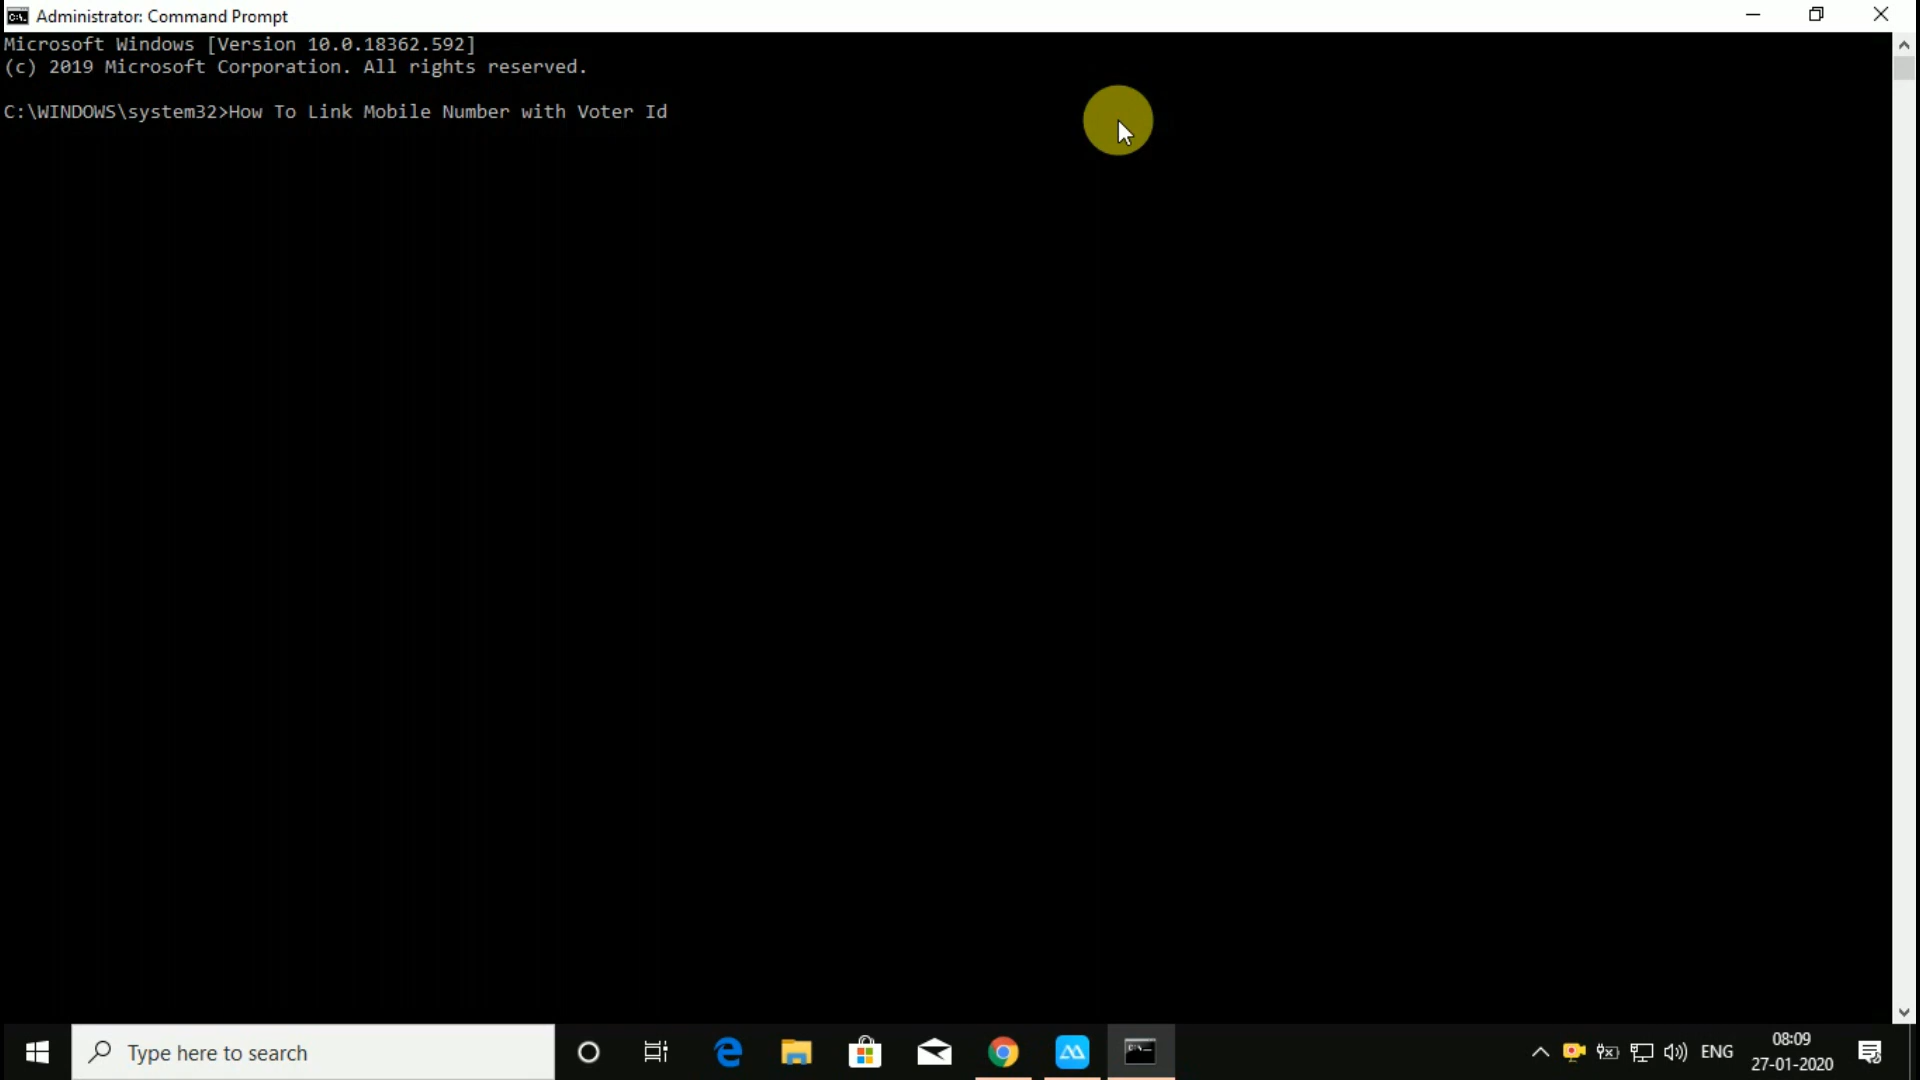 Administrator: Command Prompt
Microsoft Windows [Version 10.0.18362.592]
(c) 2019 Microsoft Corporation. All rights reserved.
C:\WINDOWS\system32>How To Link Mobile Number with Voter Id
Type here to search
ENG
08:09
27-01-2020